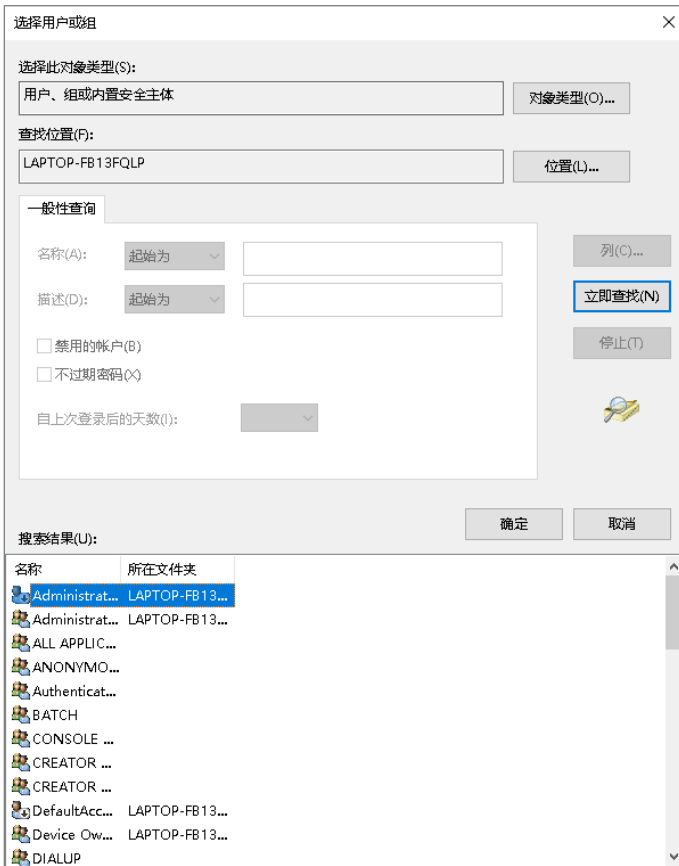 选择用户或组
选择此对象类型(S):
用户、组或内置安全主体
对象类型(O)...
查找位置(F):
LAPTOP-FB13FQLP
位置(L)...
一般性查询
名称(A):
起始为
列(C)...
描述(D):
起始为
立即查找(N)
禁用的帐户(B)
停止(T)
不过期密码(X)
自上次登录后的天数(I):
确定
取消
搜索结果(U):
名称 所在文件夹
Administrat... LAPTOP-FB13...
Administrat... LAPTOP-FB13...
ALL APPLIC...
ANONYMO...
Authenticat...
BATCH
CONSOLE ...
CREATOR ...
CREATOR ...
DefaultAcc... LAPTOP-FB13...
Device Ow... LAPTOP-FB13...
DIALUP